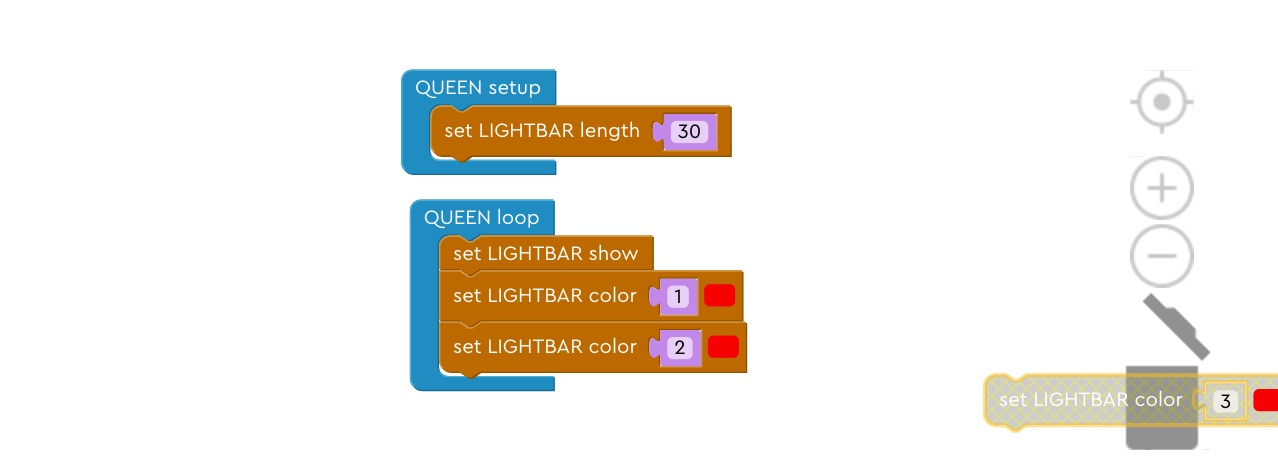 QUEEN setup
set LIGHTBAR length 30
QUEEN loop
set LIGHTBAR show
set LIGHTBAR color 1
set LIGHTBAR color 2
set LIGHTBAR color 3